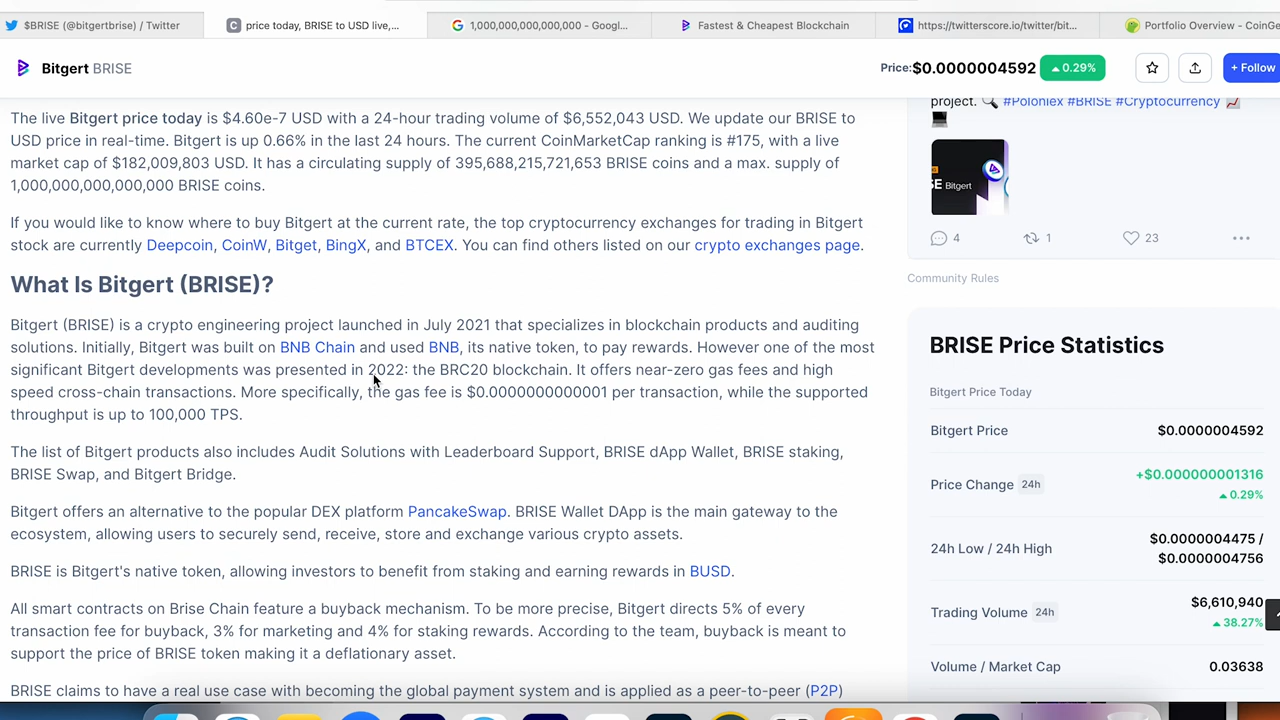 $BRISE (@bitgertbrise) / Twitter
price today, BRISE to USD live,...
1,000,000,000,000,000 - Googl...
Fastest & Cheapest Blockchain
https://twitterscore.io/twitter/bit...
Portfolio Overview - CoinGe
Bitgert BRISE
Price:$0.0000004592
0.29%
+ Follow
The live Bitgert price today is $4.60e-7 USD with a 24-hour trading volume of $6,552,043 USD. We update our BRISE to
USD price in real-time. Bitgert is up 0.66% in the last 24 hours. The current CoinMarketCap ranking is #175, with a live
market cap of $182,009,803 USD. It has a circulating supply of 395,688,215,721,653 BRISE coins and a max. supply of
1,000,000,000,000,000 BRISE coins.
If you would like to know where to buy Bitgert at the current rate, the top cryptocurrency exchanges for trading in Bitgert
stock are currently Deepcoin, CoinW, Bitget, BingX, and BTCEX. You can find others listed on our crypto exchanges page.
What Is Bitgert (BRISE)?
Bitgert (BRISE) is a crypto engineering project launched in July 2021 that specializes in blockchain products and auditing
solutions. Initially, Bitgert was built on BNB Chain and used BNB, its native token, to pay rewards. However one of the most
significant Bitgert developments was presented in 2022: the BRC20 blockchain. It offers near-zero gas fees and high
speed cross-chain transactions. More specifically, the gas fee is $0.0000000000001 per transaction, while the supported
throughput is up to 100,000 TPS.
The list of Bitgert products also includes Audit Solutions with Leaderboard Support, BRISE dApp Wallet, BRISE staking,
BRISE Swap, and Bitgert Bridge.
Bitgert offers an alternative to the popular DEX platform PancakeSwap. BRISE Wallet DApp is the main gateway to the
ecosystem, allowing users to securely send, receive, store and exchange various crypto assets.
BRISE is Bitgert's native token, allowing investors to benefit from staking and earning rewards in BUSD.
All smart contracts on Brise Chain feature a buyback mechanism. To be more precise, Bitgert directs 5% of every
transaction fee for buyback, 3% for marketing and 4% for staking rewards. According to the team, buyback is meant to
support the price of BRISE token making it a deflationary asset.
BRISE claims to have a real use case with becoming the global payment system and is applied as a peer-to-peer (P2P)
project. #Poloniex #BRISE #Cryptocurrency
SE Bitgert
4
1
23
Community Rules
BRISE Price Statistics
Bitgert Price Today
Bitgert Price
$0.0000004592
Price Change 24h
+$0.000000001316
0.29%
24h Low / 24h High
$0.0000004475 /
$0.0000004756
Trading Volume 24h
$6,610,940
38.27%
Volume / Market Cap
0.03638